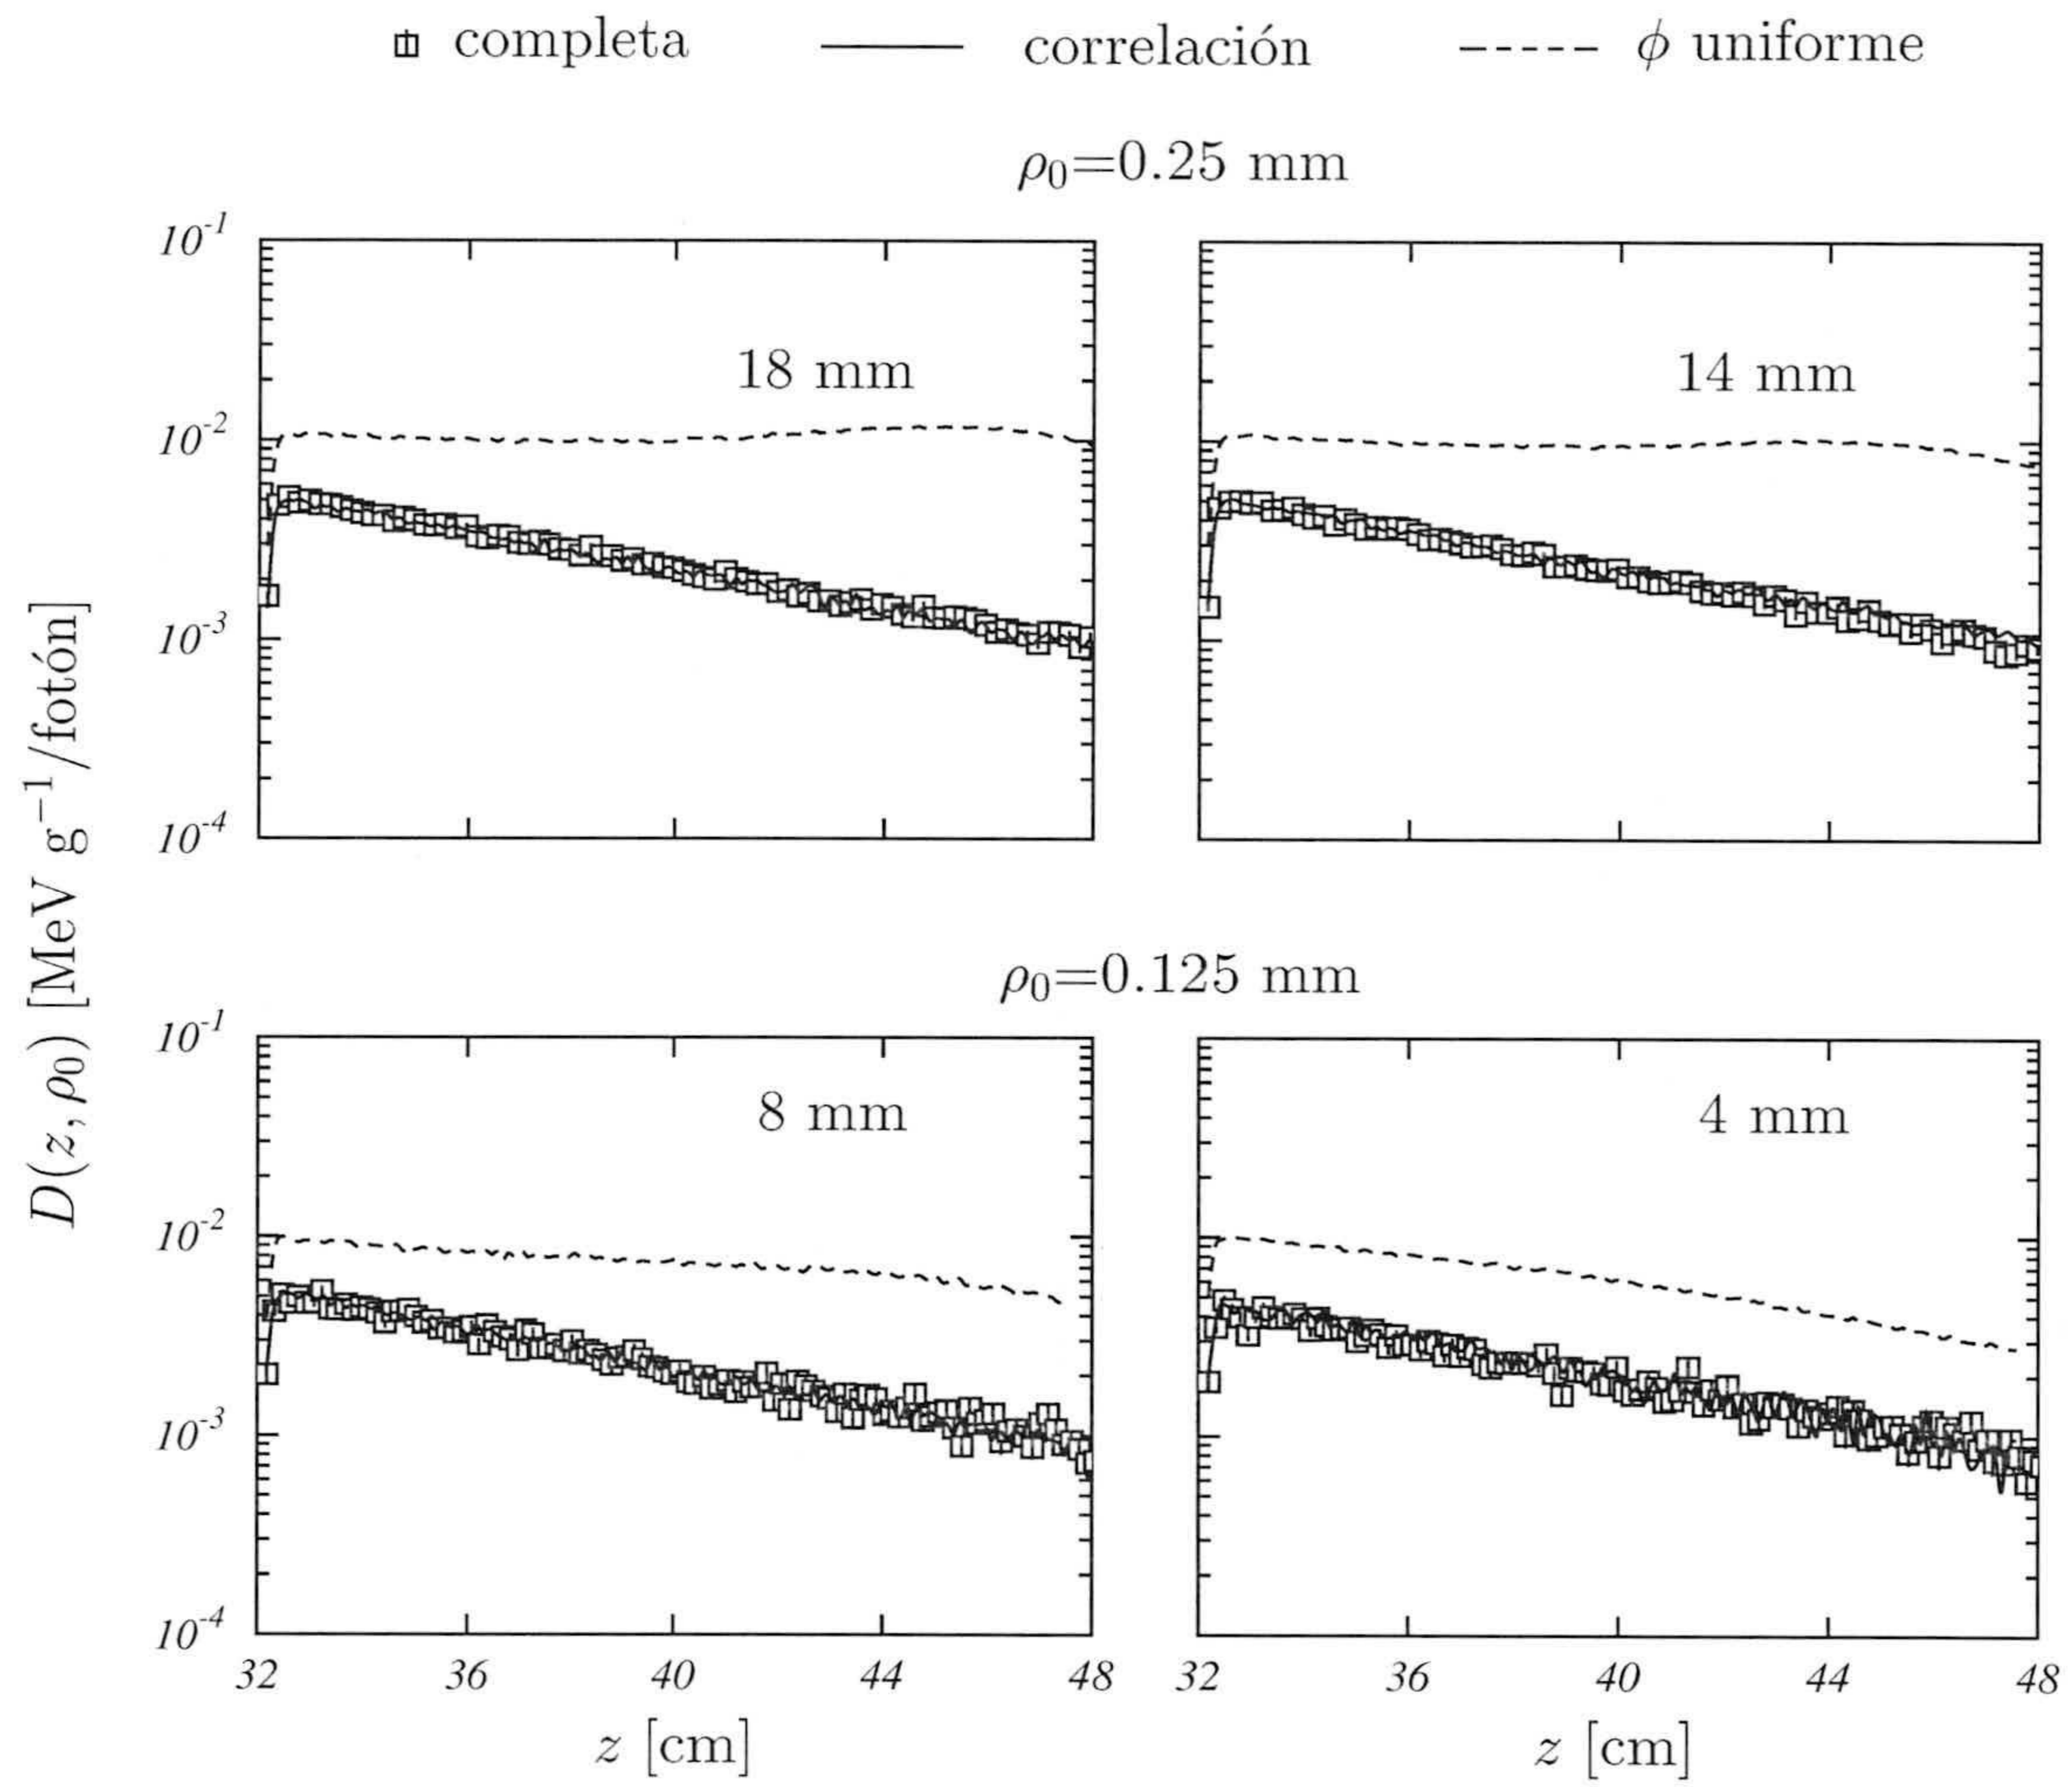 completa correlación ϕ uniforme
ρ₀=0.25 mm
10⁻¹
10⁻²
10⁻³
10⁻⁴
18 mm
14 mm
D(z, ρ₀) [MeV g⁻¹/fotón]
ρ₀=0.125 mm
10⁻¹
10⁻²
10⁻³
10⁻⁴
8 mm
4 mm
32 36 40 44 48 32 36 40 44 48
z [cm] z [cm]